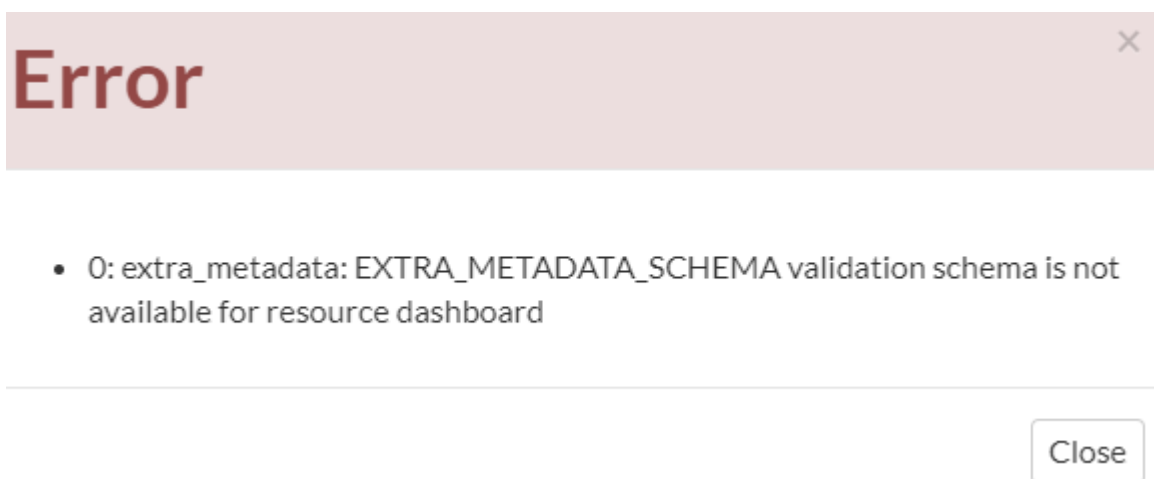 Error
×
• 0: extra_metadata: EXTRA_METADATA_SCHEMA validation schema is not
available for resource dashboard
Close